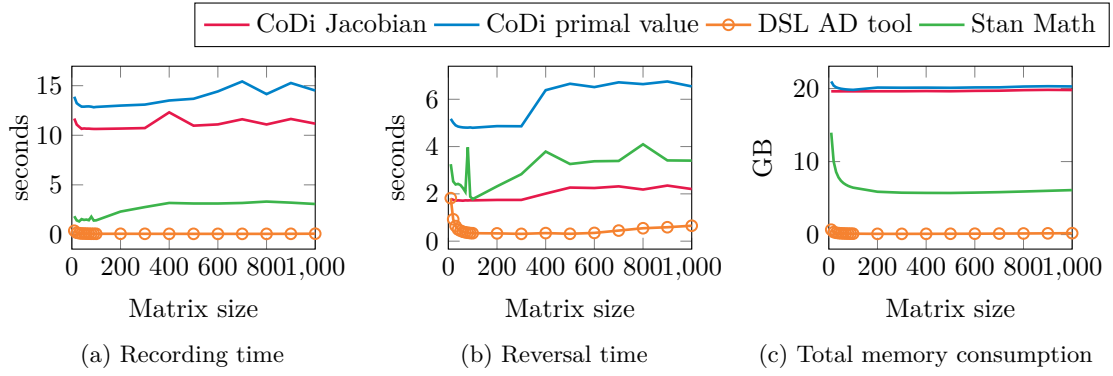 CoDi Jacobian CoDi primal value DSL AD tool Stan Math
15
10
5
0
seconds
0 200 400 600 8001,000
Matrix size
(a) Recording time
6
4
2
0
seconds
0 200 400 600 8001,000
Matrix size
(b) Reversal time
20
10
0
GB
0 200 400 600 8001,000
Matrix size
(c) Total memory consumption